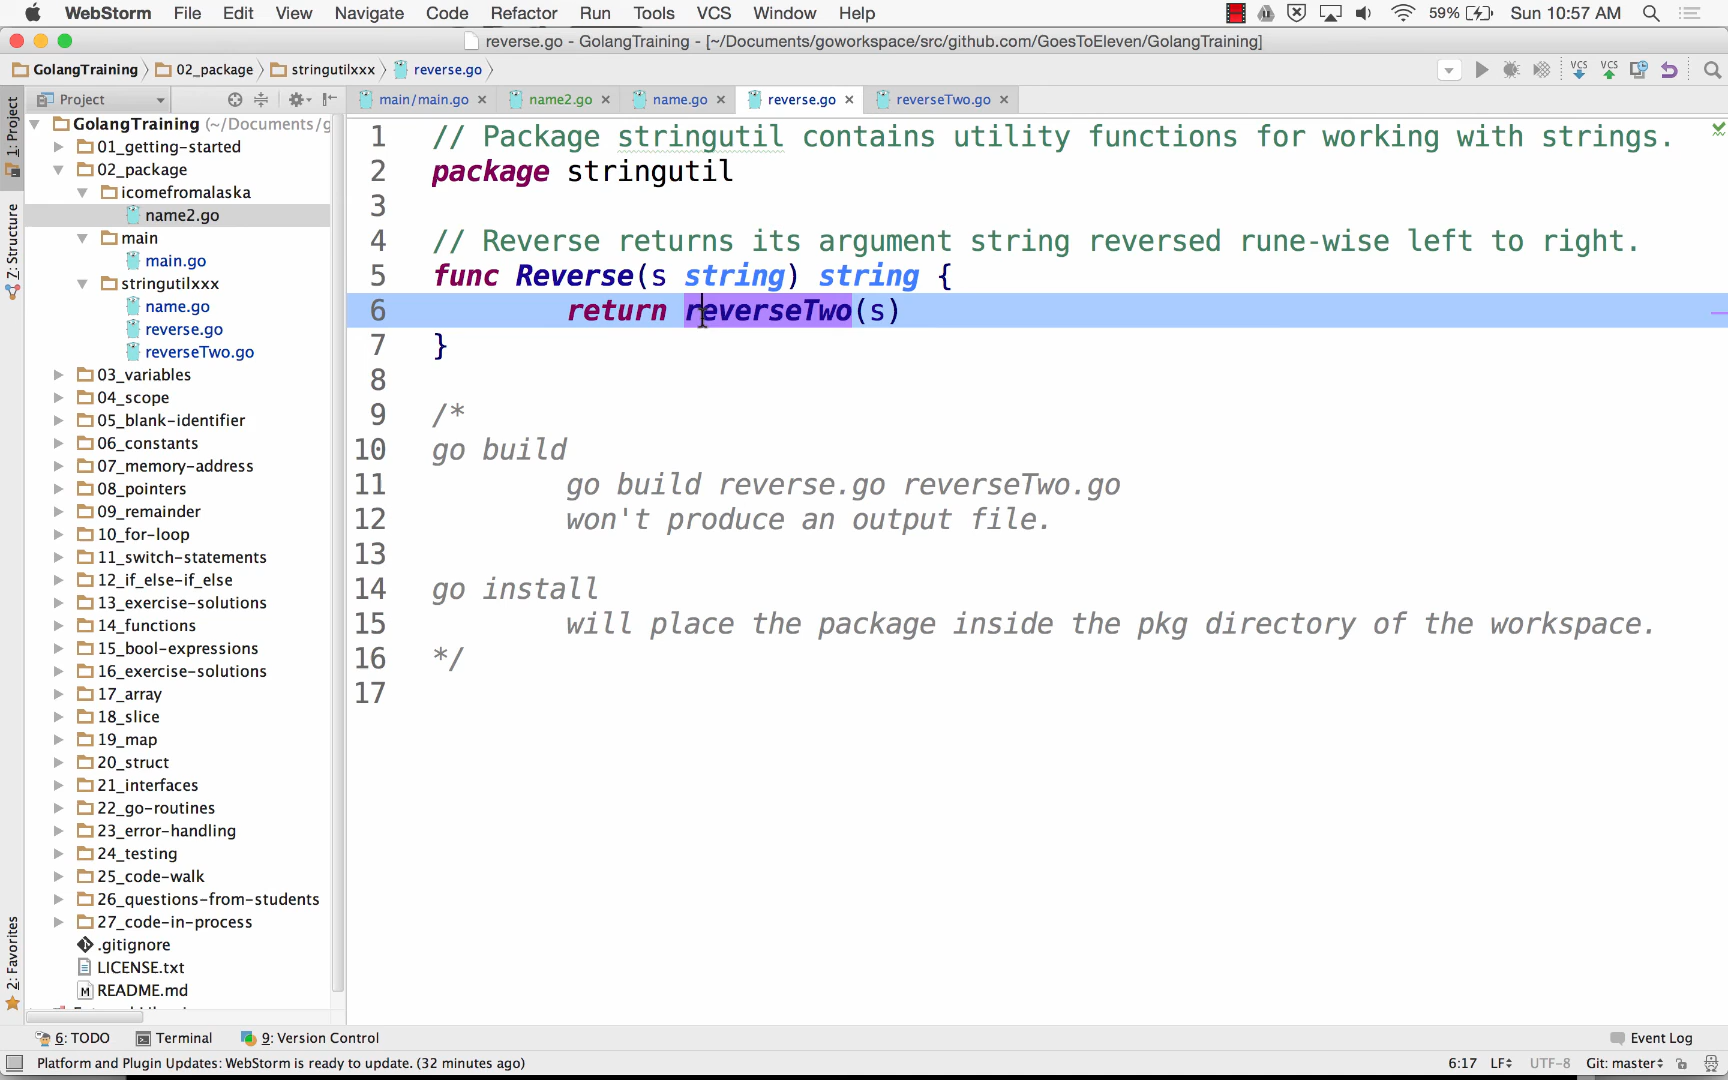 WebStorm File Edit View Navigate Code Refactor Run Tools VCS Window Help 59% Sun 10:57 AM
reverse.go - GolangTraining - [~/Documents/goworkspace/src/github.com/GoesToEleven/GolangTraining]
GolangTraining 02_package stringutilxxx reverse.go VCS VCS
Project main/main.go name2.go name.go reverse.go reverseTwo.go
1: Project
Z: Structure
2: Favorites
GolangTraining (~/Documents/g
01_getting-started
02_package
icomefromalaska
name2.go
main
main.go
stringutilxxx
name.go
reverse.go
reverseTwo.go
03_variables
04_scope
05_blank-identifier
06_constants
07_memory-address
08_pointers
09_remainder
10_for-loop
11_switch-statements
12_if_else-if_else
13_exercise-solutions
14_functions
15_bool-expressions
16_exercise-solutions
17_array
18_slice
19_map
20_struct
21_interfaces
22_go-routines
23_error-handling
24_testing
25_code-walk
26_questions-from-students
27_code-in-process
.gitignore
LICENSE.txt
README.md
1 // Package stringutil contains utility functions for working with strings.
2 package stringutil
3
4 // Reverse returns its argument string reversed rune-wise left to right.
5 func Reverse(s string) string {
6 return reverseTwo(s)
7 }
8
9 /*
10 go build
11 go build reverse.go reverseTwo.go
12 won't produce an output file.
13
14 go install
15 will place the package inside the pkg directory of the workspace.
16 */
17
6: TODO Terminal 9: Version Control Event Log
Platform and Plugin Updates: WebStorm is ready to update. (32 minutes ago) 6:17 LF UTF-8 Git: master